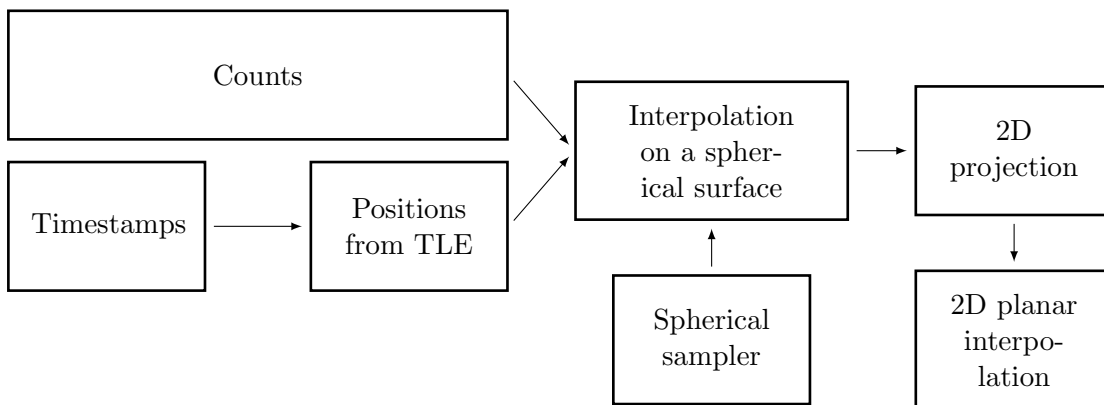 Counts
Timestamps
Positions
from TLE
Interpolation
on a spher-
ical surface
Spherical
sampler
2D
projection
2D planar
interpo-
lation